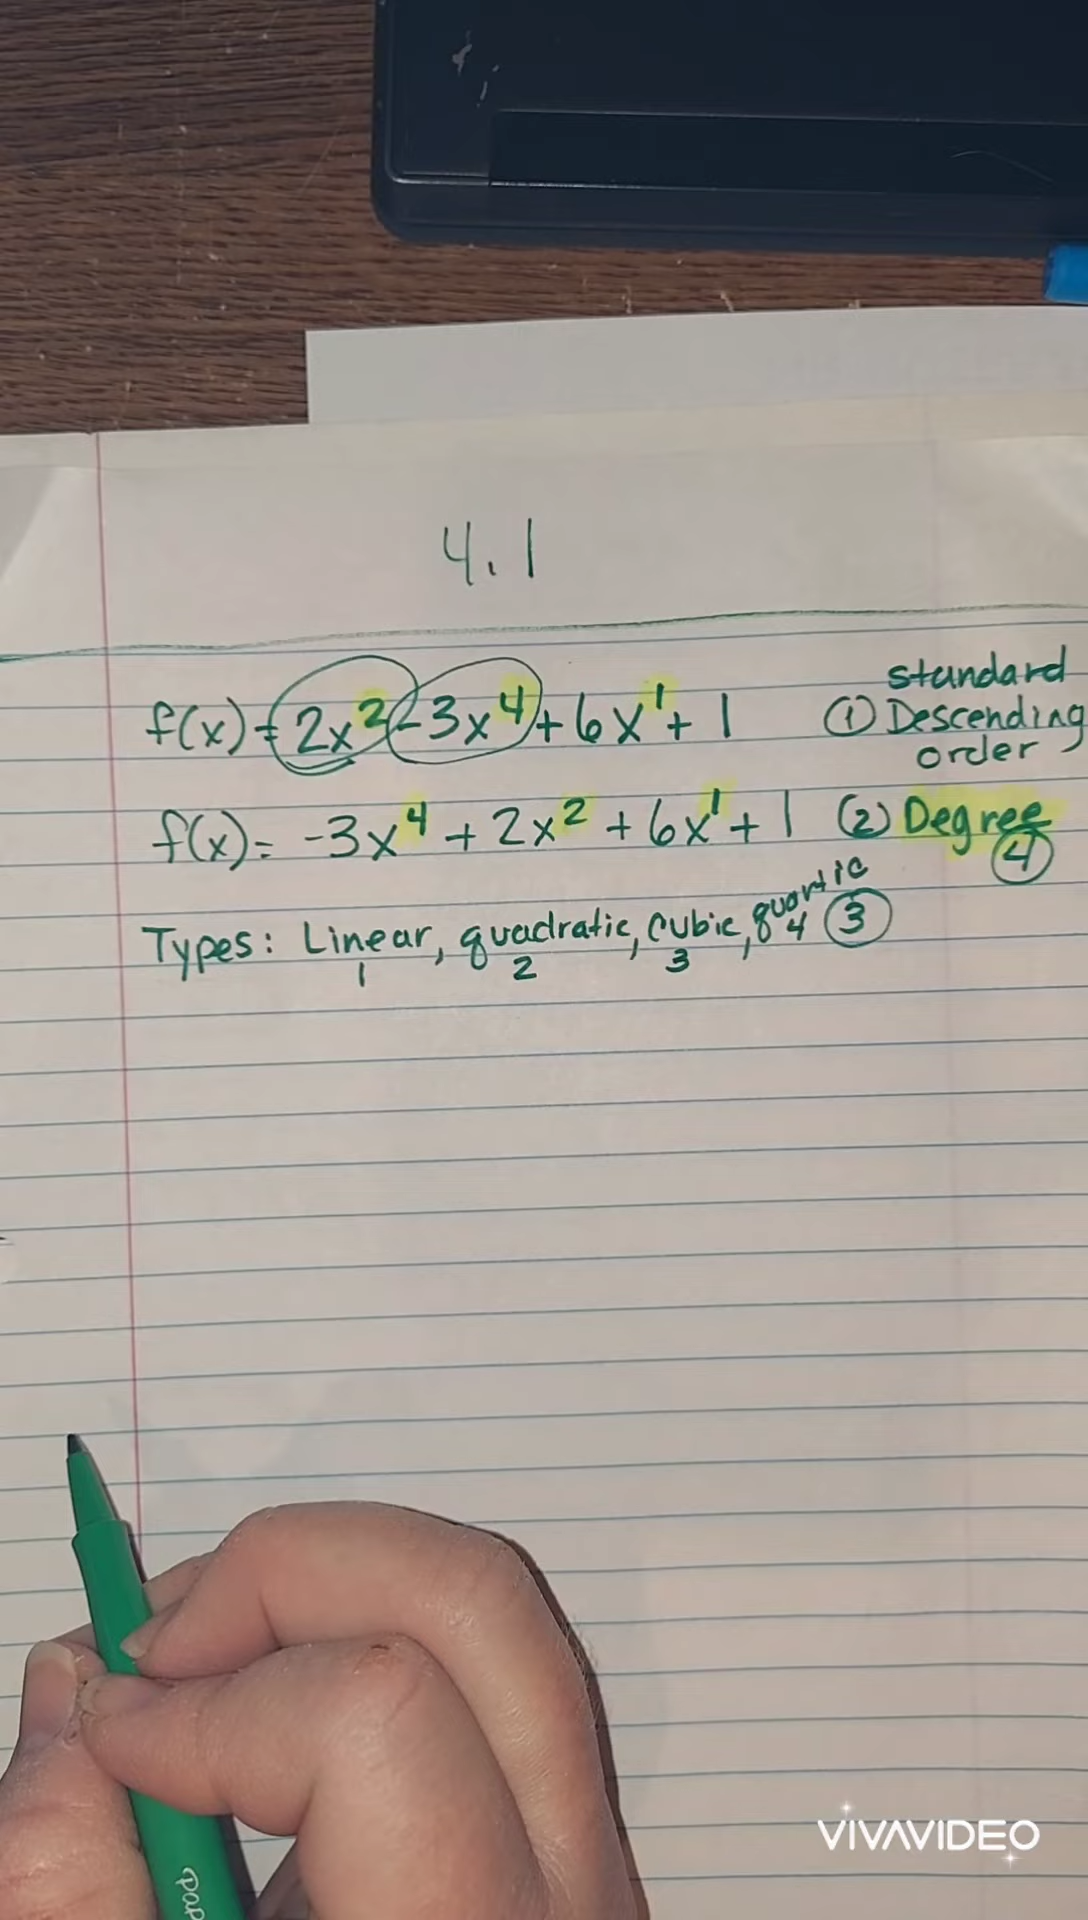 4.1
f(x) = 2x² - 3x⁴ + 6x¹ + 1 ① standard Descending order
f(x) = -3x⁴ + 2x² + 6x¹ + 1 (2) Degree ④
Types: Linear, quadratic, cubic, quartic ③
1 2 3 4
pap
VIVAVIDEO